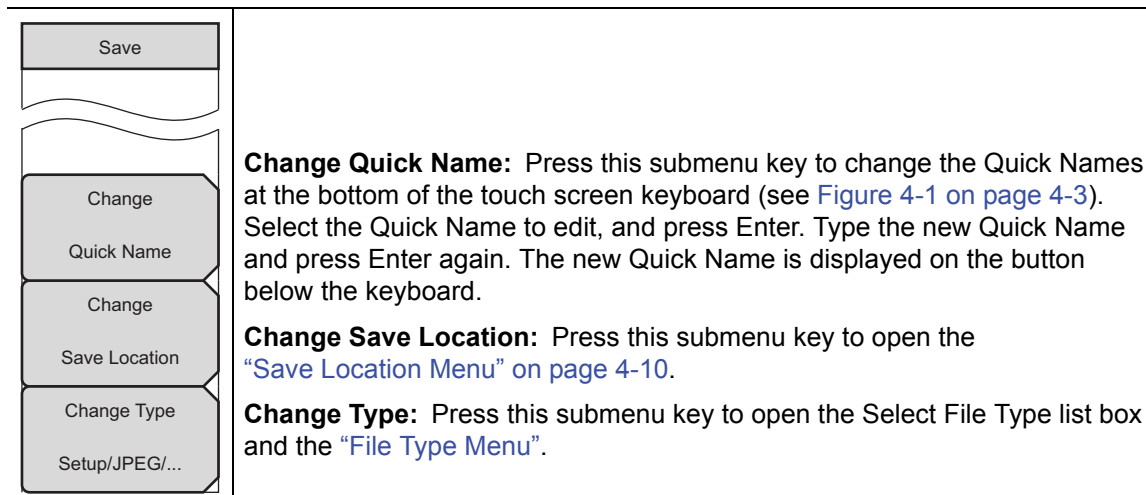 Save
Change
Quick Name
Change
Save Location
Change Type
Setup/JPEG/...
Change Quick Name: Press this submenu key to change the Quick Names
at the bottom of the touch screen keyboard (see Figure 4-1 on page 4-3).
Select the Quick Name to edit, and press Enter. Type the new Quick Name
and press Enter again. The new Quick Name is displayed on the button
below the keyboard.
Change Save Location: Press this submenu key to open the
“Save Location Menu” on page 4-10.
Change Type: Press this submenu key to open the Select File Type list box
and the “File Type Menu”.